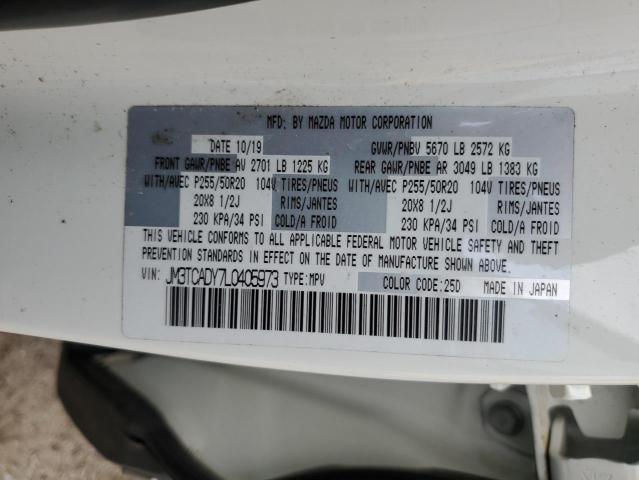 MFD. BY MAZDA MOTOR CORPORATION
DATE 10/19 GVWR/PNBV 5670 LB 2572 KG
FRONT GAWR/PNBE AV 2701 LB 1225 KG REAR GAWR/PNBE AR 3049 LB 1383 KG
WITH/AVEC P255/50R20 104V TIRES/PNEUS WITH/AVEC P255/50R20 104V TIRES/PNEUS
20X8 1/2J RIMS/JANTES 20X8 1/2J RIMS/JANTES
230 KPA/34 PSI COLD/A FROID 230 KPA/34 PSI COLD/A FROID
THIS VEHICLE CONFORMS TO ALL APPLICABLE FEDERAL MOTOR VEHICLE SAFETY AND THEFT
PREVENTION STANDARDS IN EFFECT ON THE DATE OF MANUFACTURE SHOWN ABOVE.
VIN: JM3TCADY7L0405973 TYPE:MPV COLOR CODE:25D MADE IN JAPAN